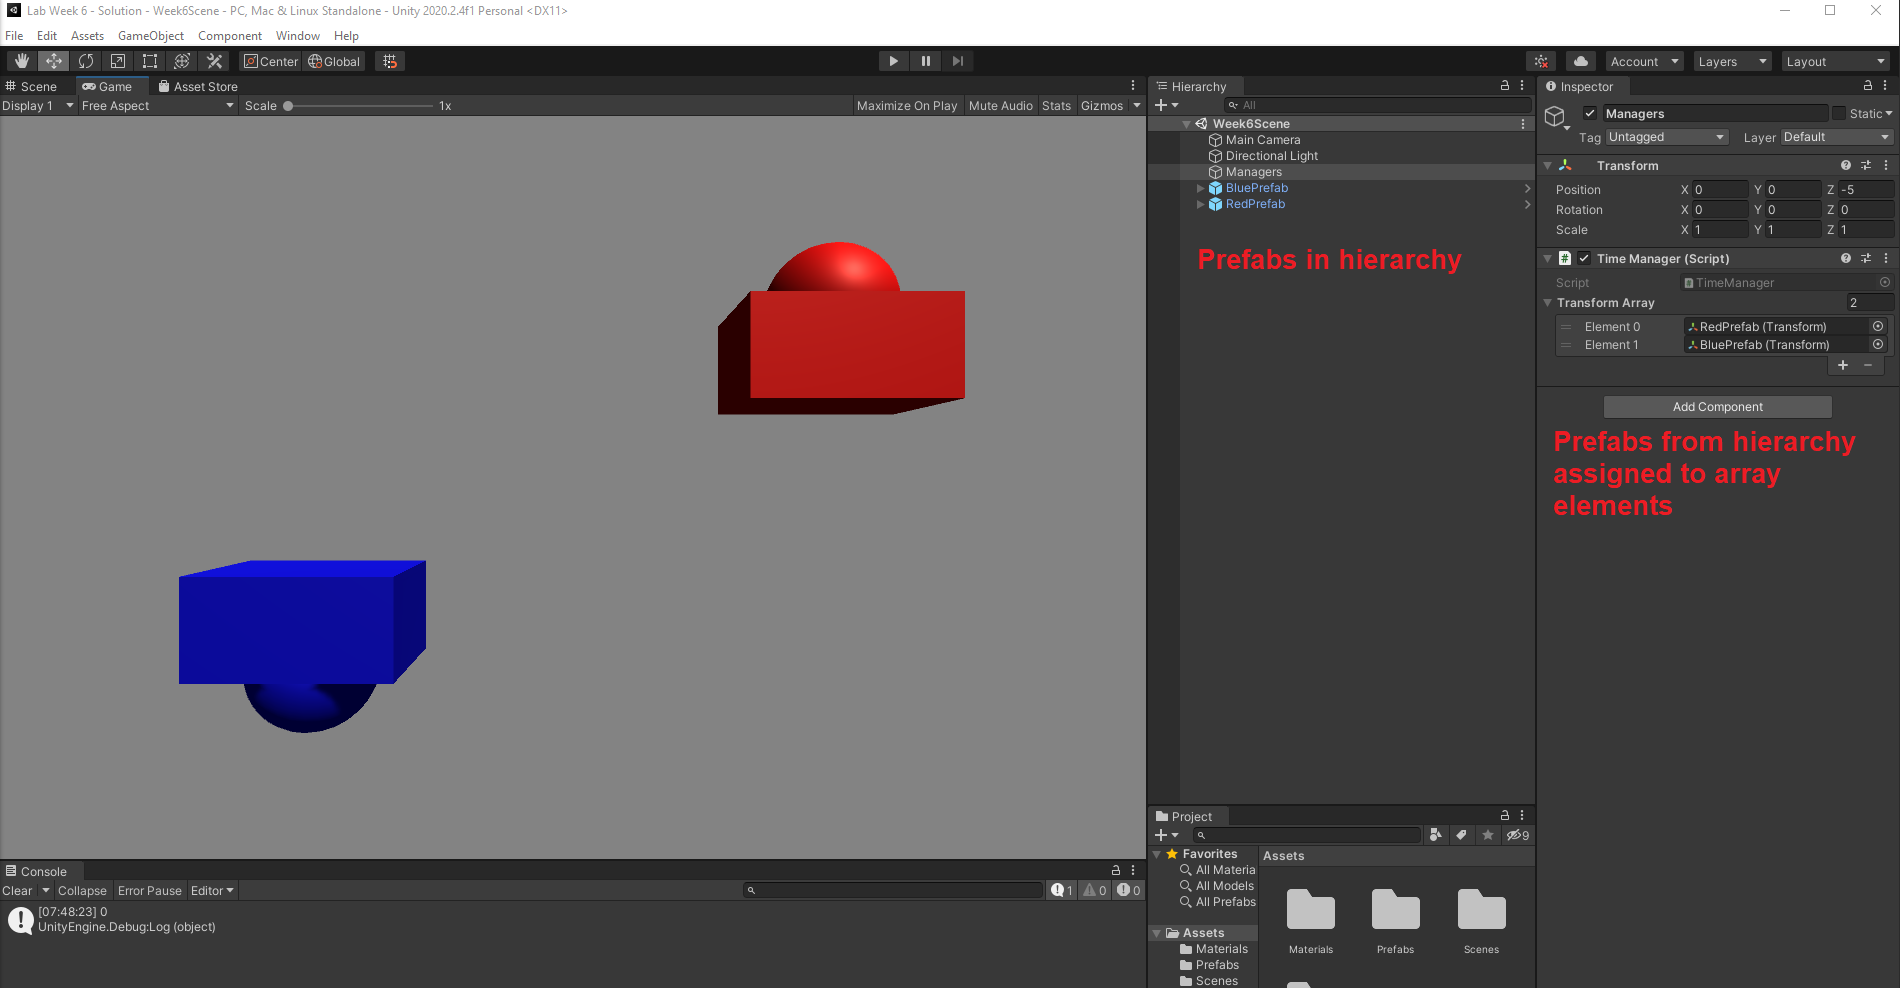 Lab Week 6 - Solution - Week6Scene - PC, Mac & Linux Standalone - Unity 2020.2.4f1 Personal <DX11>
File Edit Assets GameObject Component Window Help
Center Global Account Layers Layout
Scene Game Asset Store
Display 1 Free Aspect Scale 1x Maximize On Play Mute Audio Stats Gizmos
Hierarchy
All
Week6Scene
Main Camera
Directional Light
Managers
BluePrefab
RedPrefab
Prefabs in hierarchy
Inspector
Managers Static
Tag Untagged Layer Default
Transform
Position X 0 Y 0 Z -5
Rotation X 0 Y 0 Z 0
Scale X 1 Y 1 Z 1
# Time Manager (Script)
Script TimeManager
Transform Array 2
Element 0 RedPrefab (Transform)
Element 1 BluePrefab (Transform)
+ -
Add Component
Prefabs from hierarchy
assigned to array
elements
Project
9
Favorites
All Materia
All Models
All Prefabs
Assets
Materials
Prefabs
Scenes
Assets
Materials Prefabs Scenes
Console
Clear Collapse Error Pause Editor 1 0 0
[07:48:23] 0
UnityEngine.Debug:Log (object)